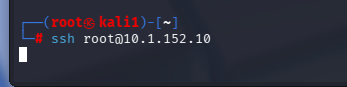 ┌──(root㉿kali1)-[~]
└─# ssh root@10.1.152.10